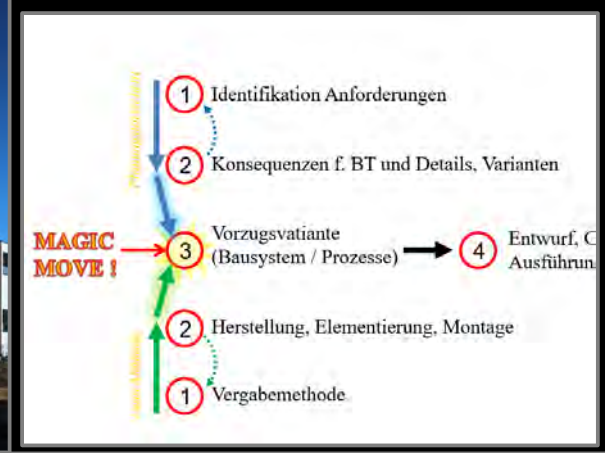 1 Identifikation Anforderungen
2 Konsequenzen f. BT und Details, Varianten
MAGIC
MOVE !
3 Vorzugsvatiante
(Bausystem / Prozesse)
4 Entwurf, C
Ausführun
2 Herstellung, Elementierung, Montage
1 Vergabemethode